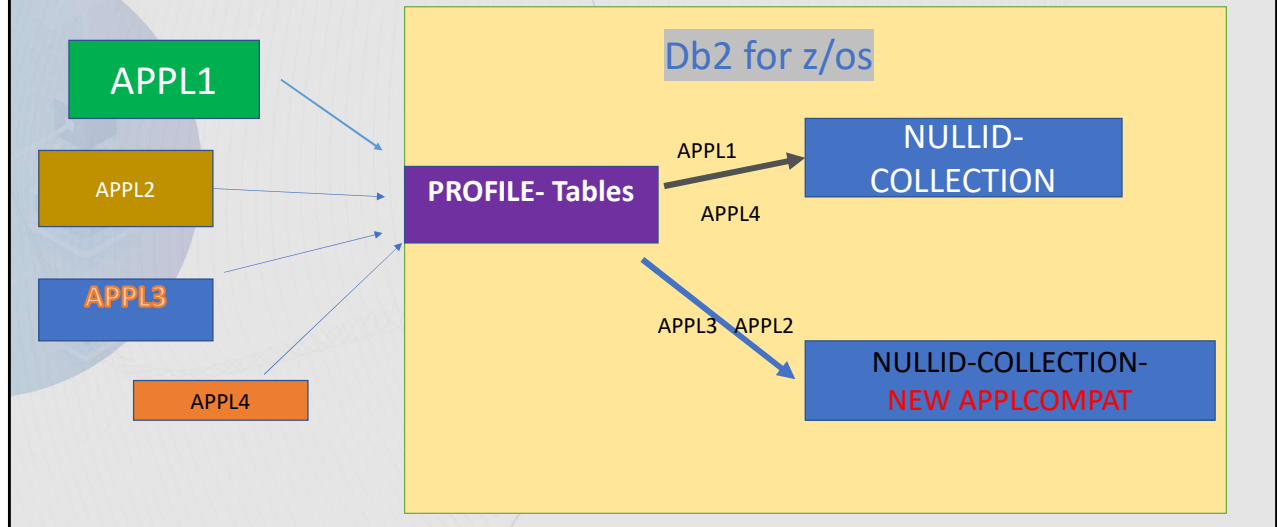 Db2 for z/os
APPL1
APPL2
APPL3
APPL4
PROFILE- Tables
APPL1
APPL4
APPL3 APPL2
NULLID-
COLLECTION
NULLID-COLLECTION-
NEW APPLCOMPAT